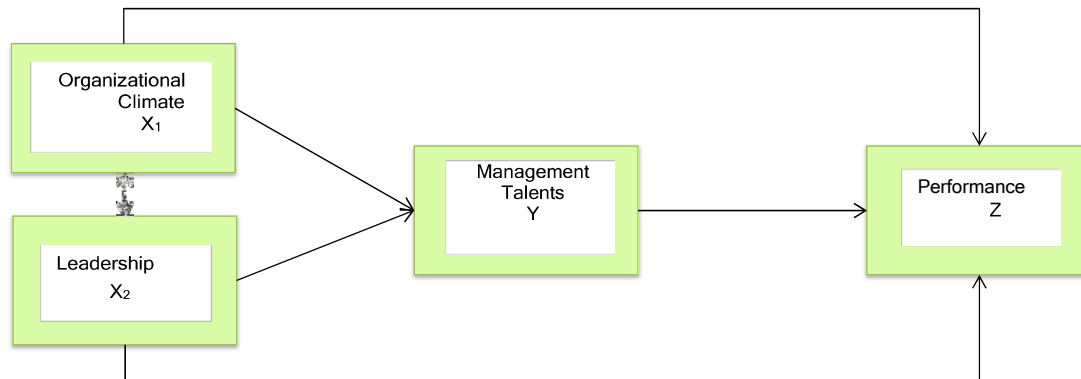 Organizational
Climate
X₁
Leadership
X₂
Management
Talents
Y
Performance
Z